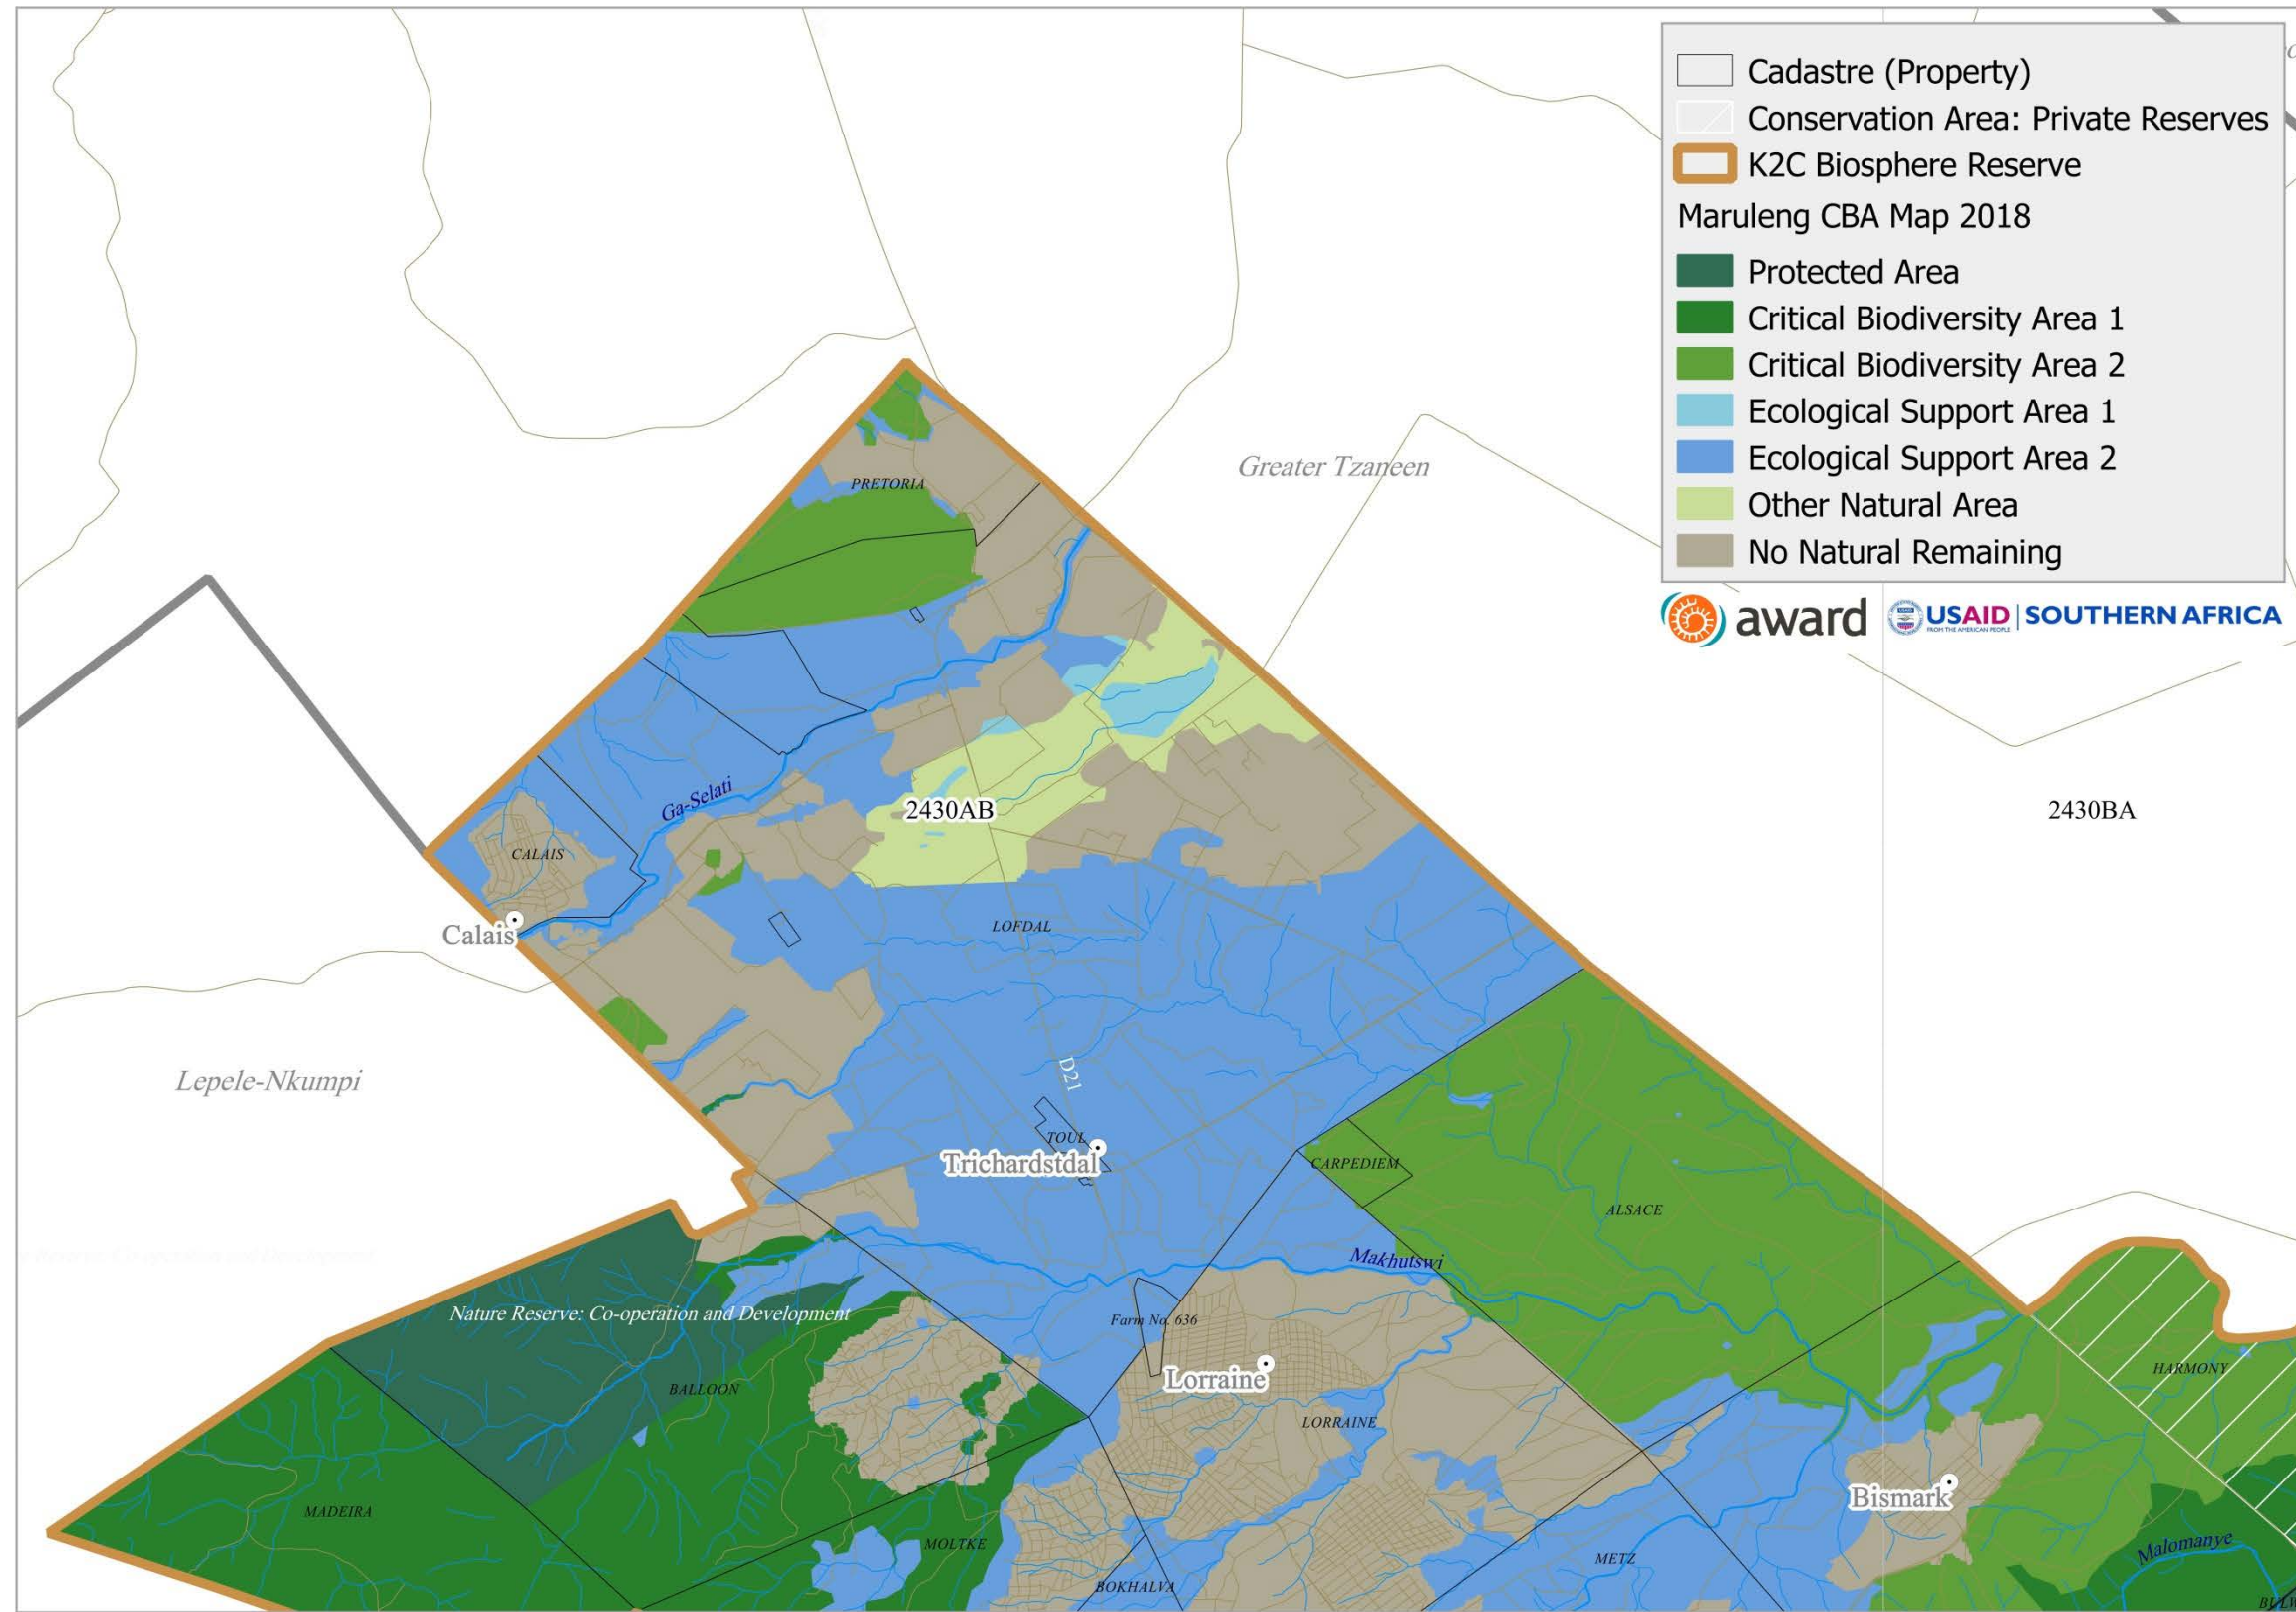 Cadastre (Property)
Conservation Area: Private Reserves
K2C Biosphere Reserve
Maruleng CBA Map 2018
Protected Area
Critical Biodiversity Area 1
Critical Biodiversity Area 2
Ecological Support Area 1
Ecological Support Area 2
Other Natural Area
No Natural Remaining
award
USAID
FROM THE AMERICAN PEOPLE
SOUTHERN AFRICA
Greater Tzaneen
PRETORIA
Ga-Selati
2430AB
2430BA
CALAIS
Calais
LOFDAL
Lepele-Nkumpi
D21
TOUL
Trichardstdal
CARPEDIEM
ALSACE
Makhutswi
Nature Reserve: Co-operation and Development
Farm No. 636
HARMONY
BALLOON
Lorraine
LORRAINE
Bismark
MADEIRA
MOLTKE
METZ
Malomanye
BOKHALVA